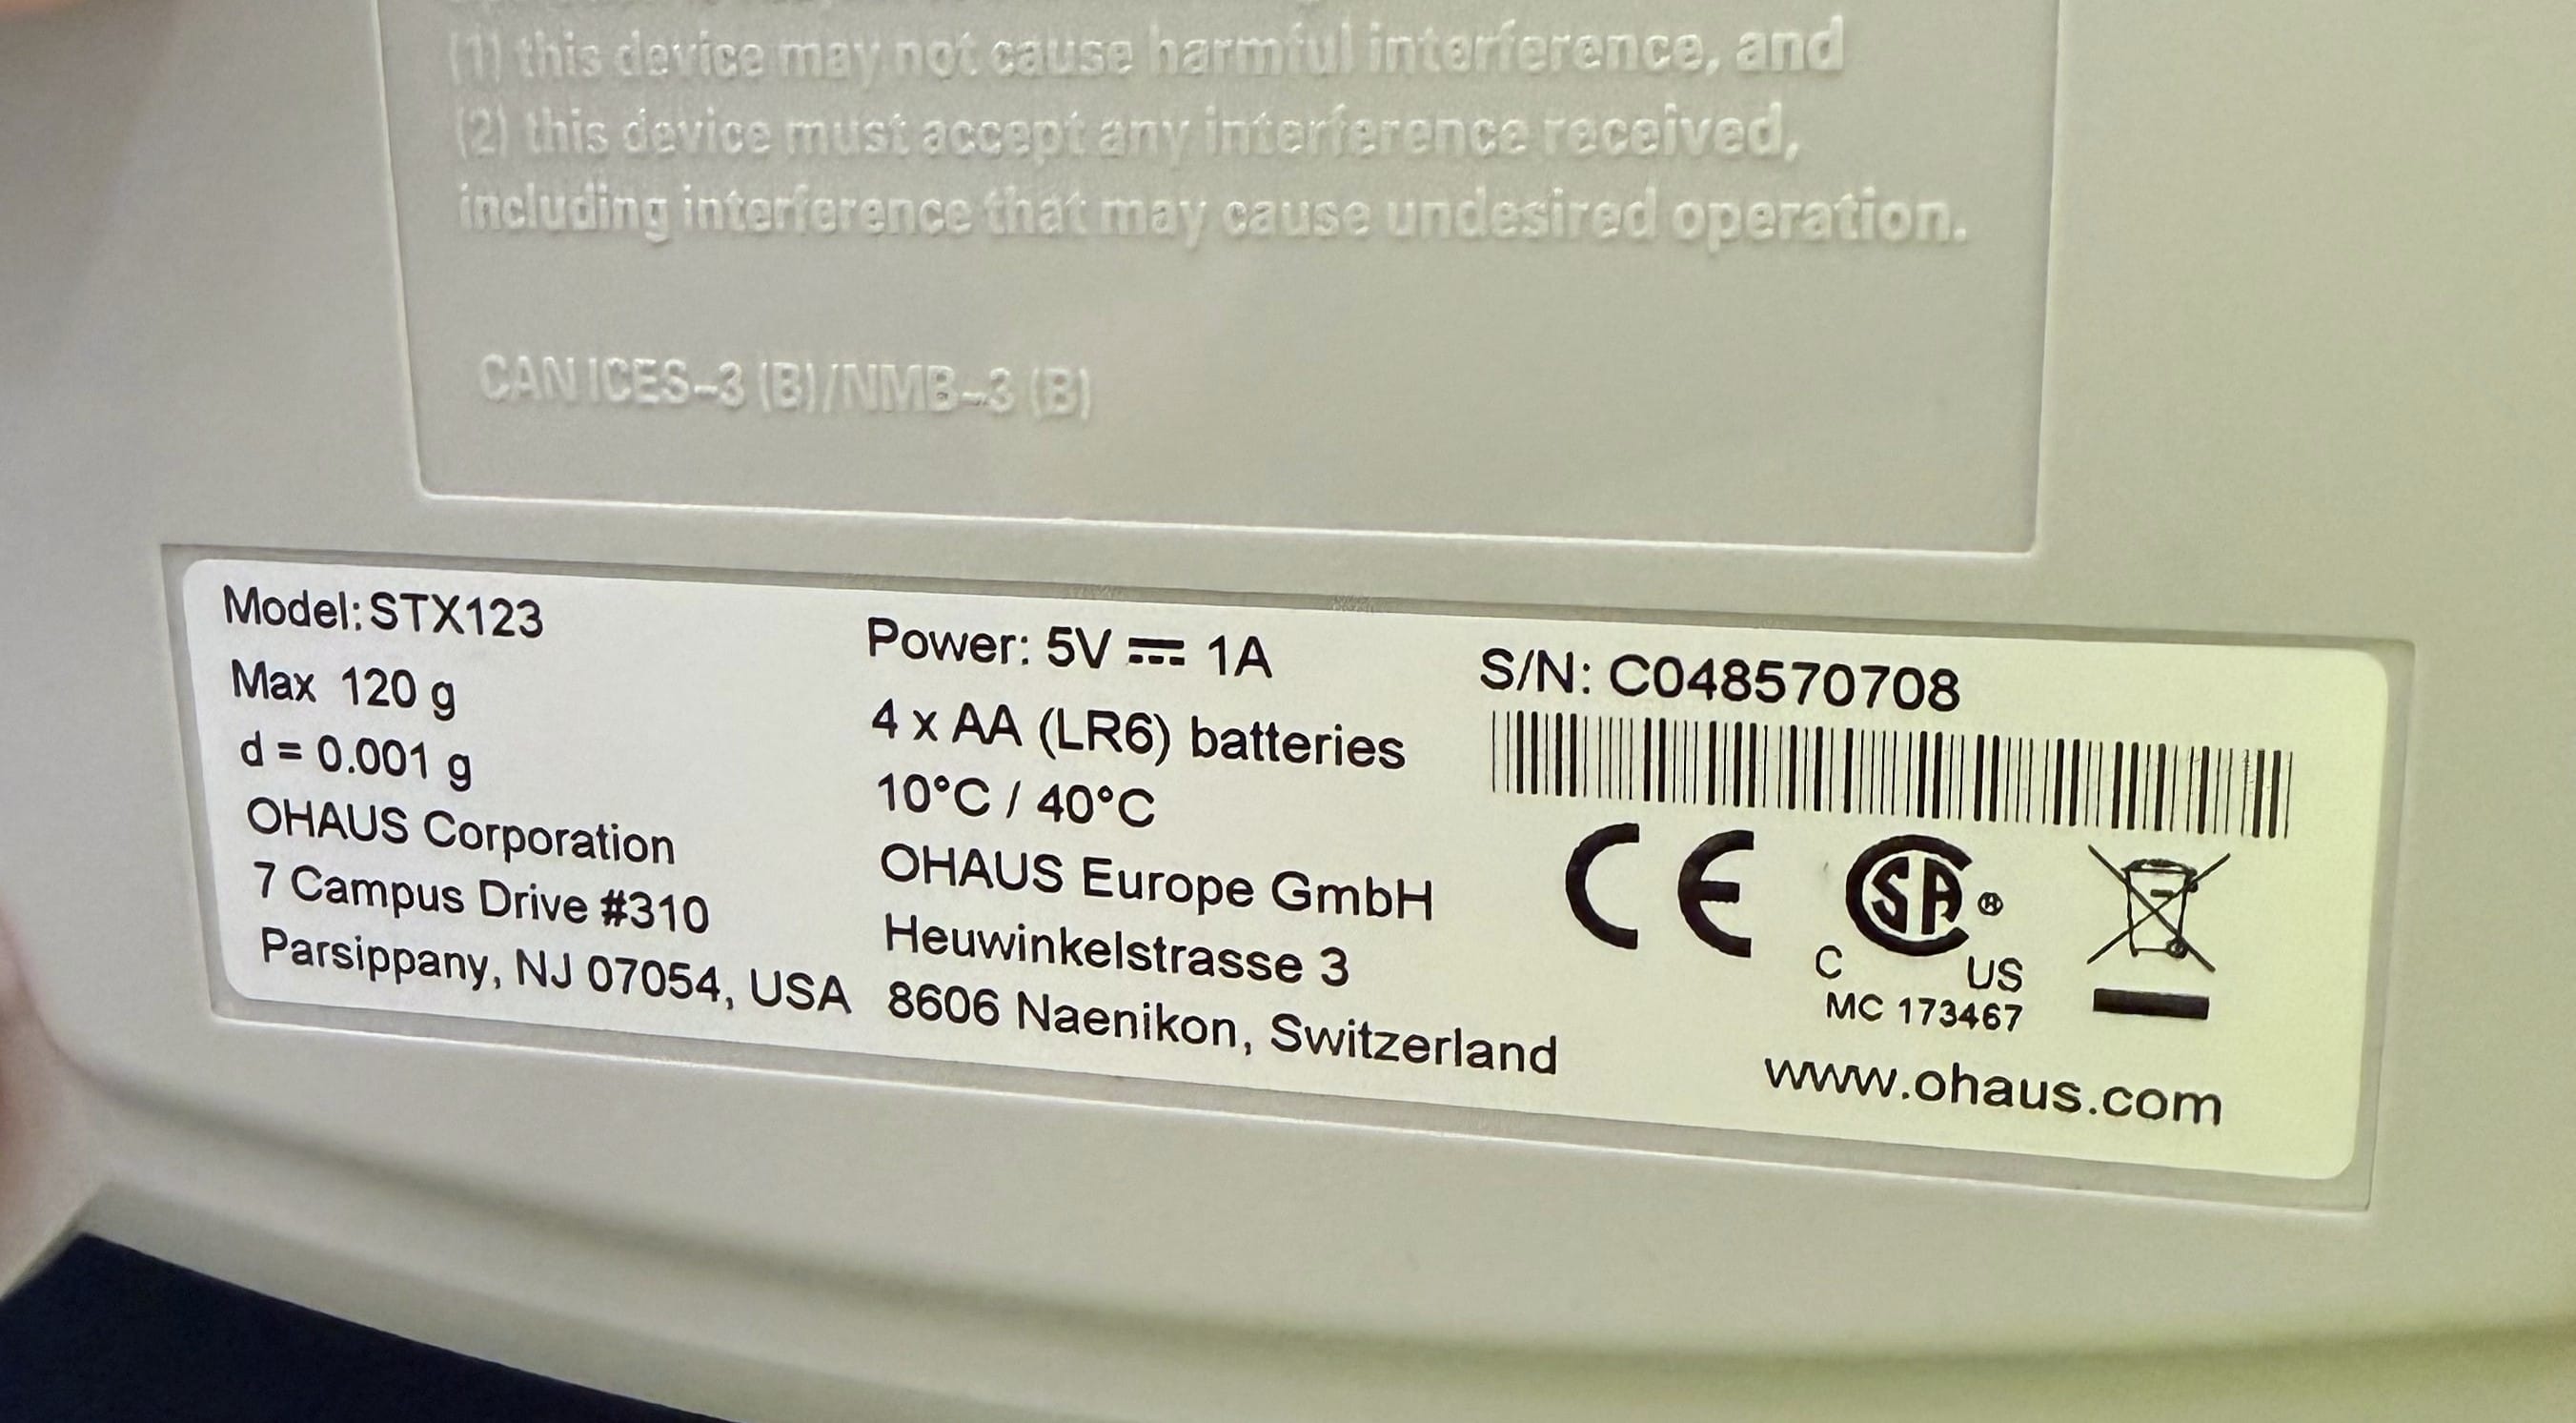 (1) this device may not cause harmful interference, and
(2) this device must accept any interference received,
including interference that may cause undesired operation.
CAN ICES-3 (B)/NMB-3 (B)
Model: STX123
Max 120 g
d = 0.001 g
OHAUS Corporation
7 Campus Drive #310
Parsippany, NJ 07054, USA
Power: 5V ⎓ 1A
4 x AA (LR6) batteries
10°C / 40°C
OHAUS Europe GmbH
Heuwinkelstrasse 3
8606 Naenikon, Switzerland
S/N: C048570708
CE
CSA®
C US
MC 173467
www.ohaus.com